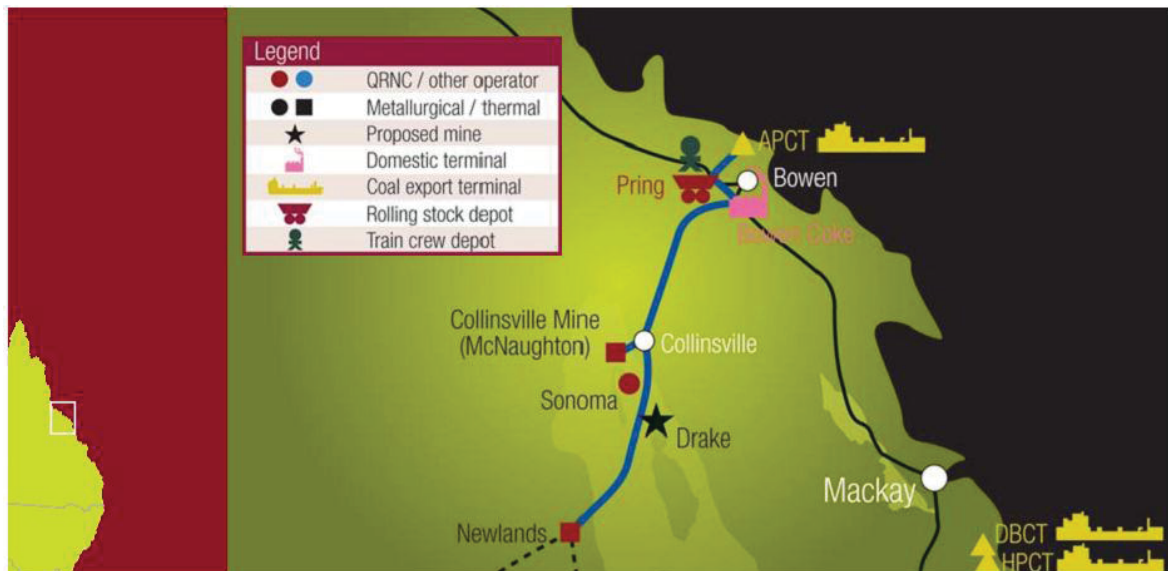 Legend
QRNC / other operator
Metallurgical / thermal
Proposed mine
Domestic terminal
Coal export terminal
Rolling stock depot
Train crew depot
APCT
Pring
Bowen
Bowen Coke
Collinsville Mine
(McNaughton)
Collinsville
Sonoma
Drake
Mackay
Newlands
DBCT
HPCT